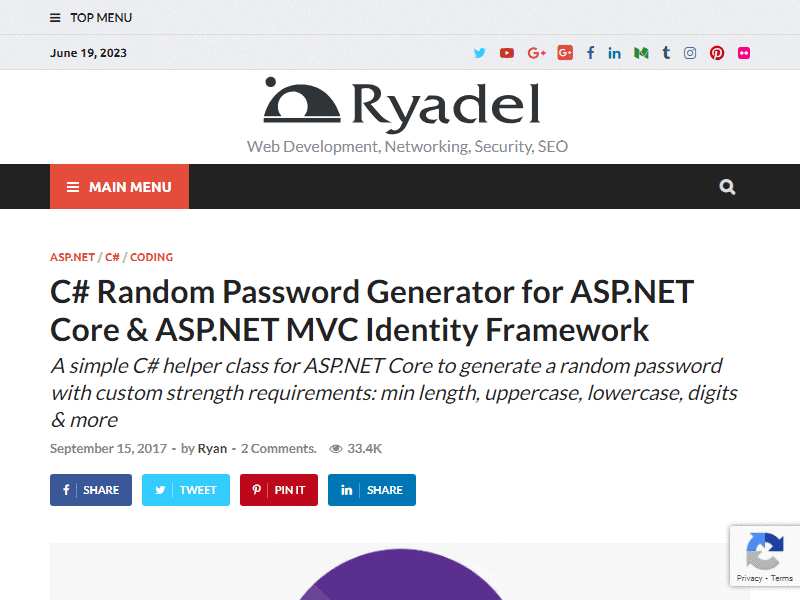 TOP MENU
June 19, 2023
Ryadel
Web Development, Networking, Security, SEO
MAIN MENU
ASP.NET / C# / CODING
C# Random Password Generator for ASP.NET
Core & ASP.NET MVC Identity Framework
A simple C# helper class for ASP.NET Core to generate a random password
with custom strength requirements: min length, uppercase, lowercase, digits
& more
September 15, 2017 - by Ryan - 2 Comments. 33.4K
SHARE TWEET PIN IT SHARE
Privacy - Terms